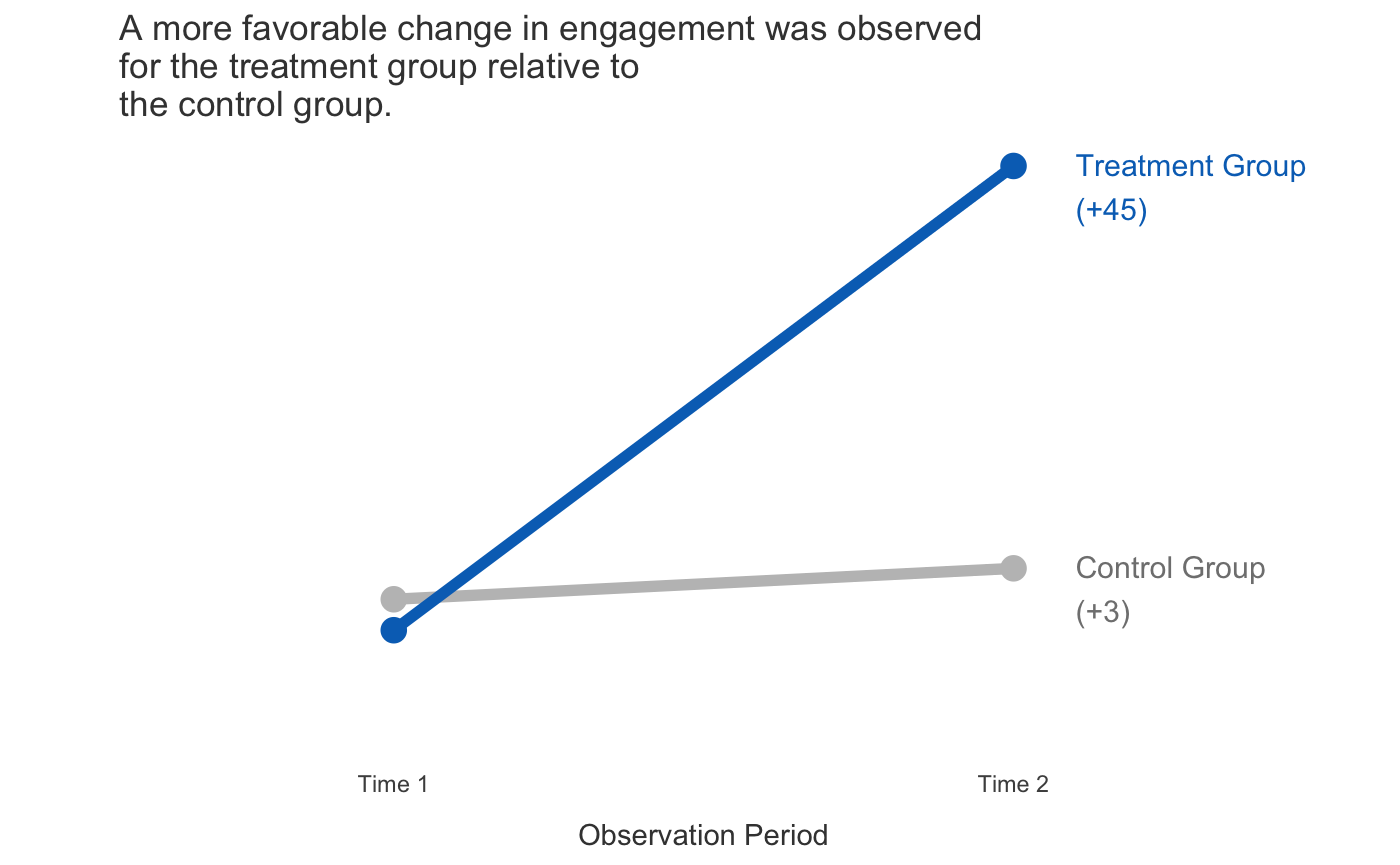 A more favorable change in engagement was observed
for the treatment group relative to
the control group.
Treatment Group
(+45)
Control Group
(+3)
Time 1
Time 2
Observation Period